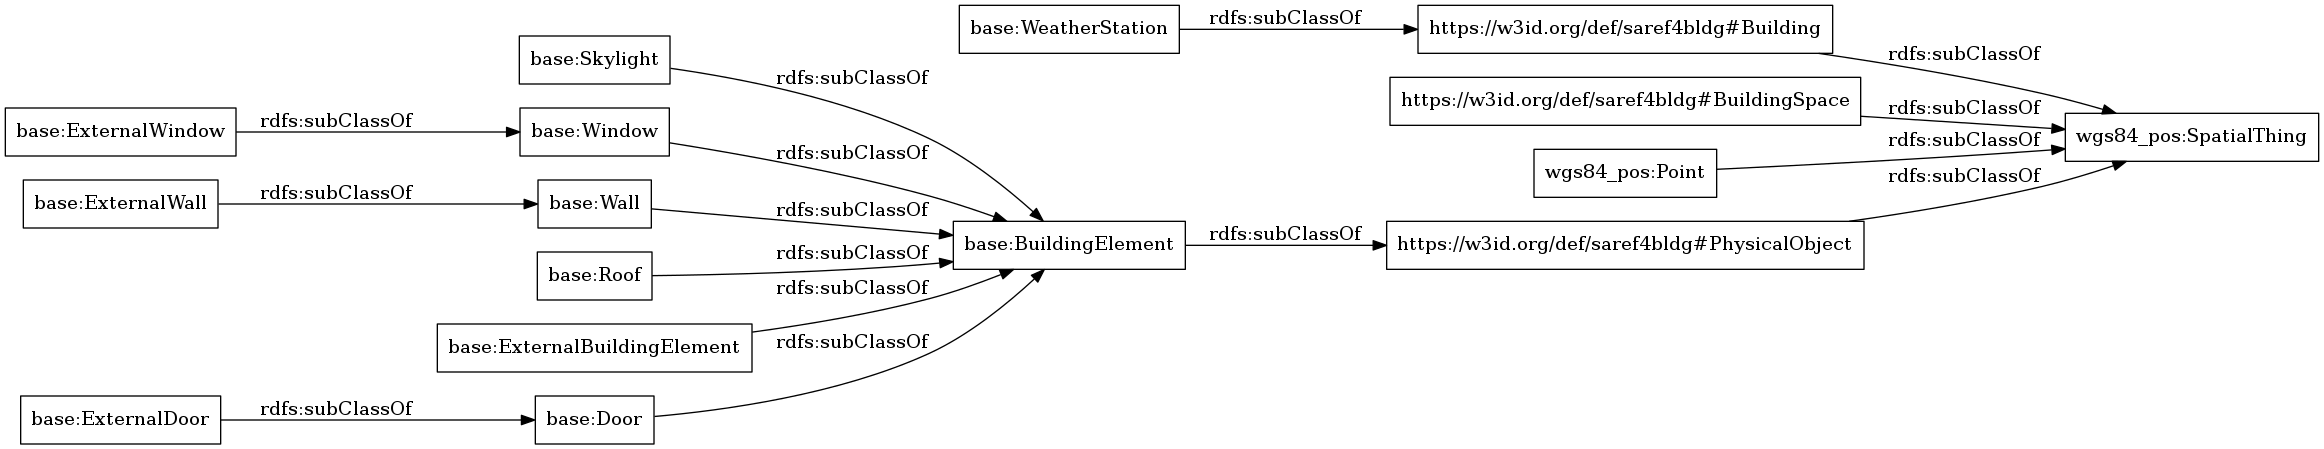 base:WeatherStation
rdfs:subClassOf
https://w3id.org/def/saref4bldg#Building
base:Skylight
rdfs:subClassOf
rdfs:subClassOf
https://w3id.org/def/saref4bldg#BuildingSpace
rdfs:subClassOf
base:ExternalWindow
rdfs:subClassOf
base:Window
rdfs:subClassOf
wgs84_pos:SpatialThing
rdfs:subClassOf
wgs84_pos:Point
rdfs:subClassOf
base:ExternalWall
rdfs:subClassOf
base:Wall
rdfs:subClassOf
base:BuildingElement
rdfs:subClassOf
https://w3id.org/def/saref4bldg#PhysicalObject
base:Roof
rdfs:subClassOf
base:ExternalBuildingElement
rdfs:subClassOf
base:ExternalDoor
rdfs:subClassOf
base:Door
rdfs:subClassOf